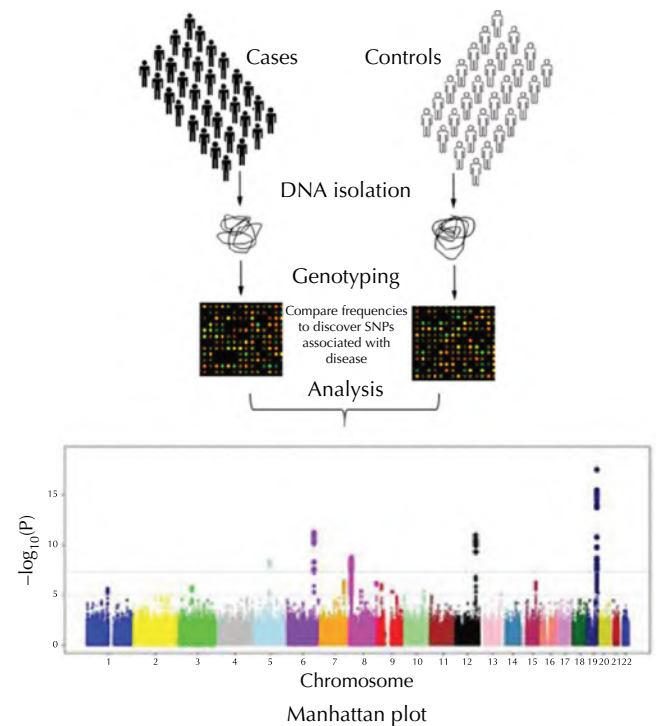 Cases
Controls
DNA isolation
Genotyping
Compare frequencies
to discover SNPs
associated with
disease
Analysis
−log₁₀(P)
15
10
5
0
1 2 3 4 5 6 7 8 9 10 11 12 13 14 15 16 17 18 19 20 21 22
Chromosome
Manhattan plot